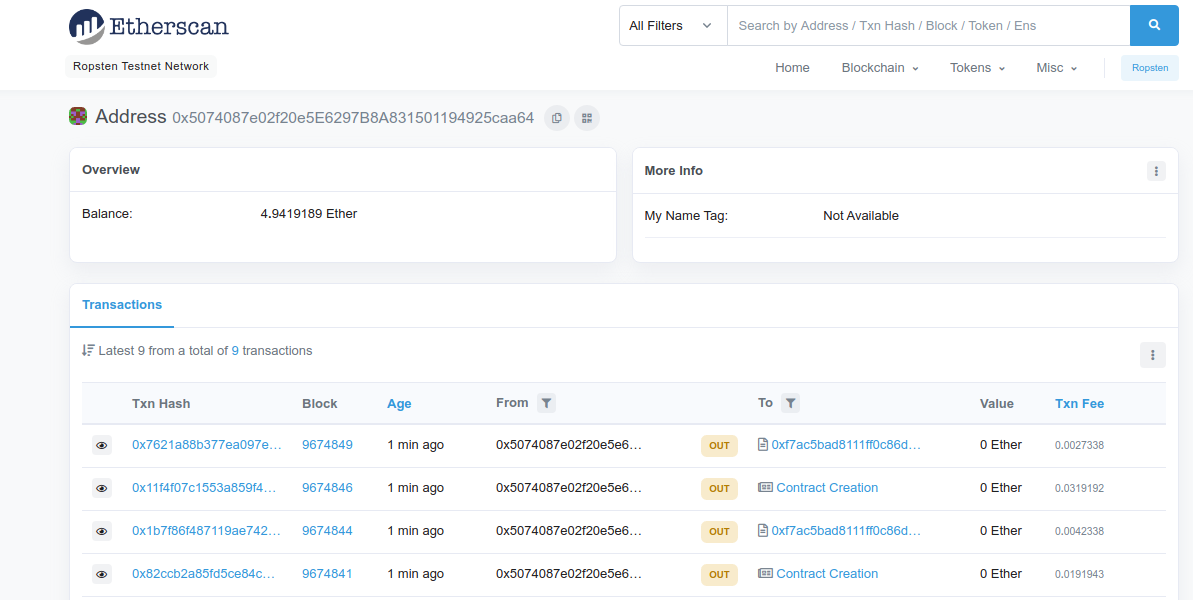 Etherscan
All Filters
Search by Address / Txn Hash / Block / Token / Ens
Ropsten Testnet Network
Home Blockchain Tokens Misc Ropsten
Address 0x5074087e02f20e5E6297B8A831501194925caa64
Overview
Balance: 4.9419189 Ether
More Info
My Name Tag: Not Available
Transactions
Latest 9 from a total of 9 transactions
Txn Hash Block Age From To Value Txn Fee
0x7621a88b377ea097e... 9674849 1 min ago 0x5074087e02f20e5e6... OUT 0xf7ac5bad8111ff0c86d... 0 Ether 0.0027338
0x11f4f07c1553a859f4... 9674846 1 min ago 0x5074087e02f20e5e6... OUT Contract Creation 0 Ether 0.0319192
0x1b7f86f487119ae742... 9674844 1 min ago 0x5074087e02f20e5e6... OUT 0xf7ac5bad8111ff0c86d... 0 Ether 0.0042338
0x82ccb2a85fd5ce84c... 9674841 1 min ago 0x5074087e02f20e5e6... OUT Contract Creation 0 Ether 0.0191943